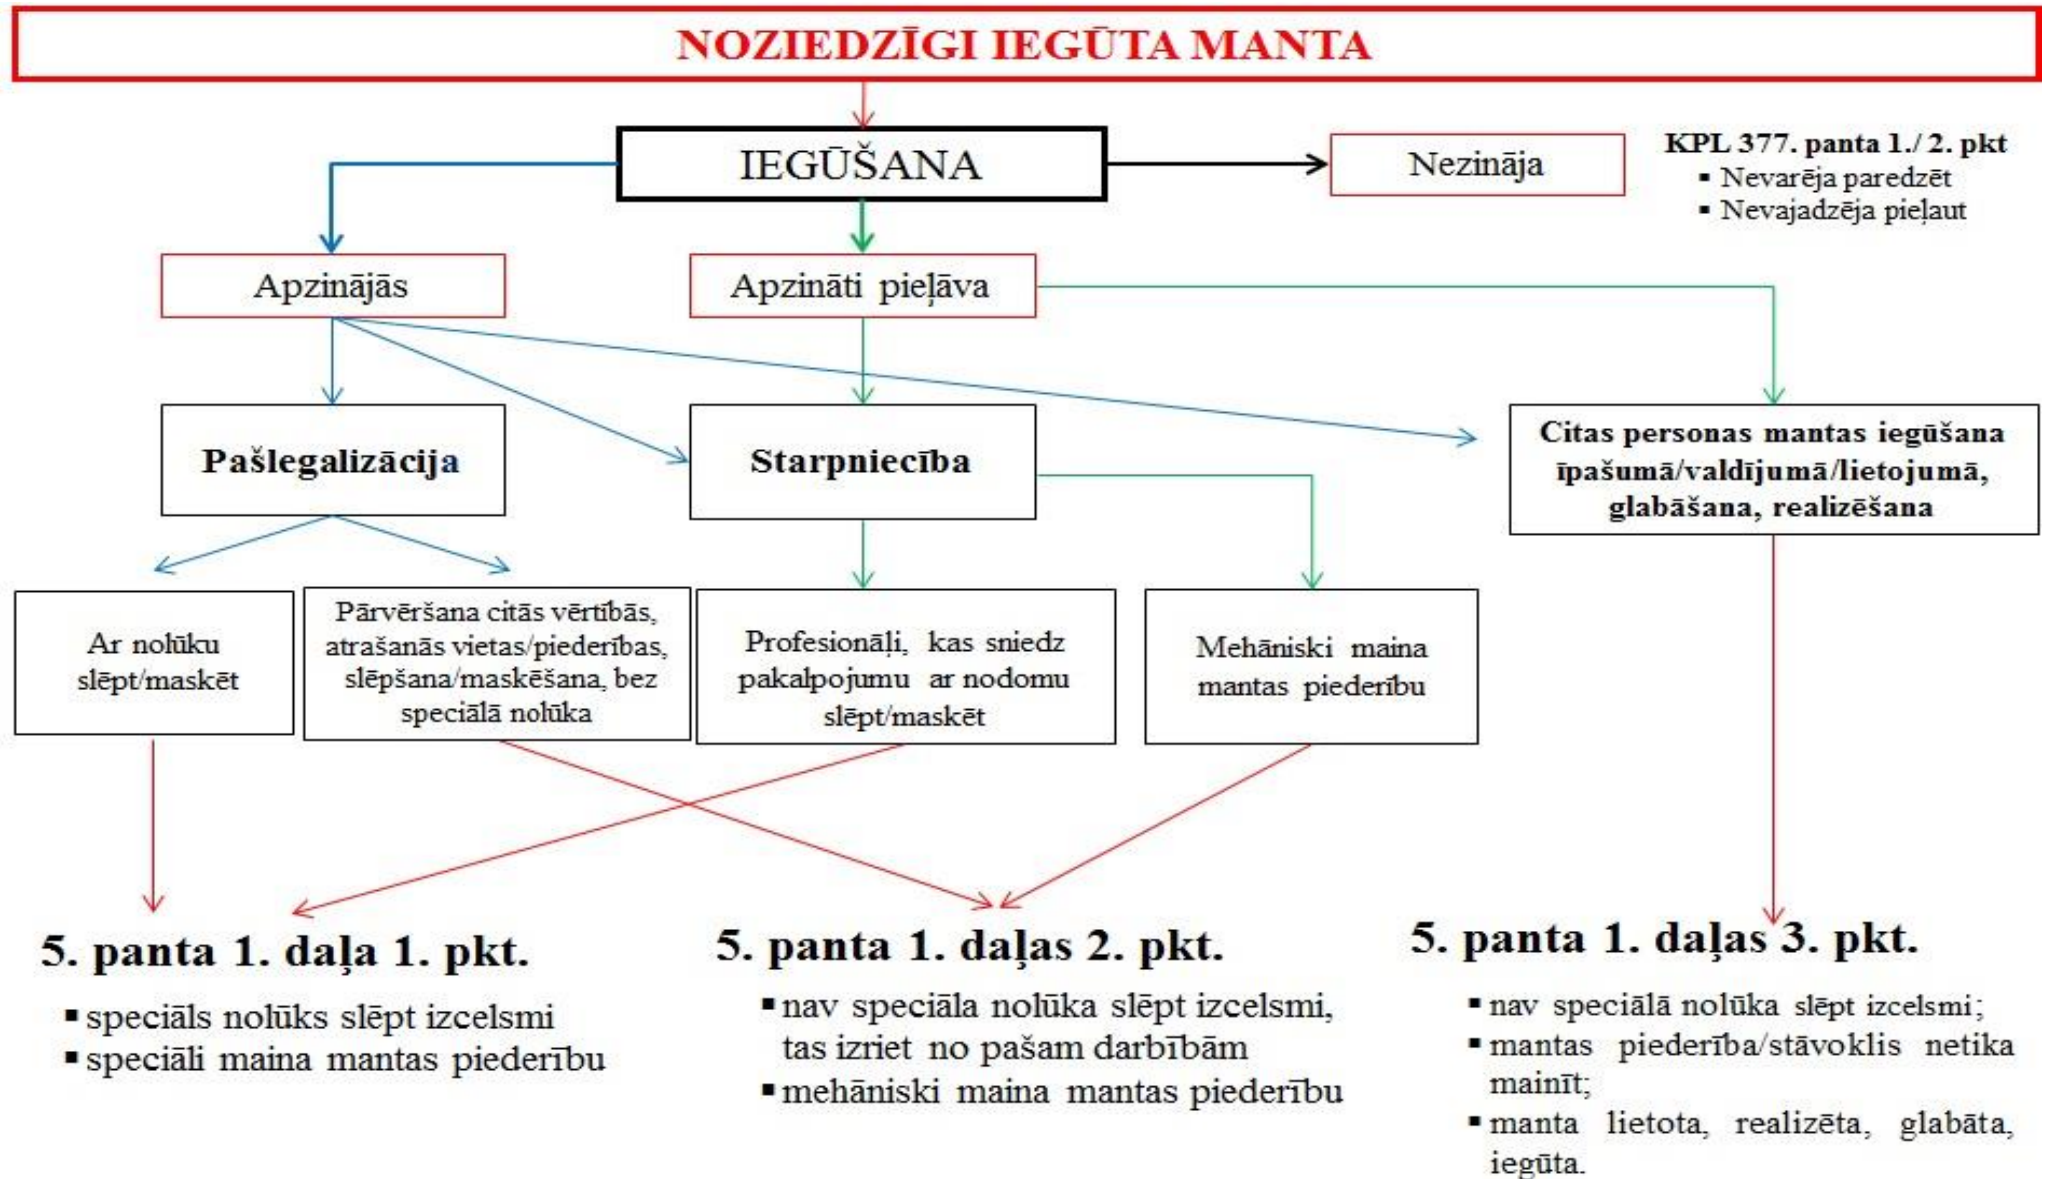 NOZIEDZĪGI IEGŪTA MANTA
IEGŪŠANA
Nezināja
KPL 377. panta 1./ 2. pkt
▪ Nevarēja paredzēt
▪ Nevajadzēja pieļaut
Apzinājās
Apzināti pieļāva
Pašlegalizācija
Starpniecība
Citas personas mantas iegūšana
īpašumā/valdījumā/lietojumā,
glabāšana, realizēšana
Ar nolūku
slēpt/maskēt
Pārvēršana citās vērtībās,
atrašanās vietas/piederības,
slēpšana/maskēšana, bez
speciālā nolūka
Profesionāļi, kas sniedz
pakalpojumu ar nodomu
slēpt/maskēt
Mehāniski maina
mantas piederību
5. panta 1. daļa 1. pkt.
▪ speciāls nolūks slēpt izcelsmi
▪ speciāli maina mantas piederību
5. panta 1. daļas 2. pkt.
▪ nav speciāla nolūka slēpt izcelsmi,
tas izriet no pašam darbībām
▪ mehāniski maina mantas piederību
5. panta 1. daļas 3. pkt.
▪ nav speciālā nolūka slēpt izcelsmi;
▪ mantas piederība/stāvoklis netika
mainīt;
▪ manta lietota, realizēta, glabāta,
iegūta.